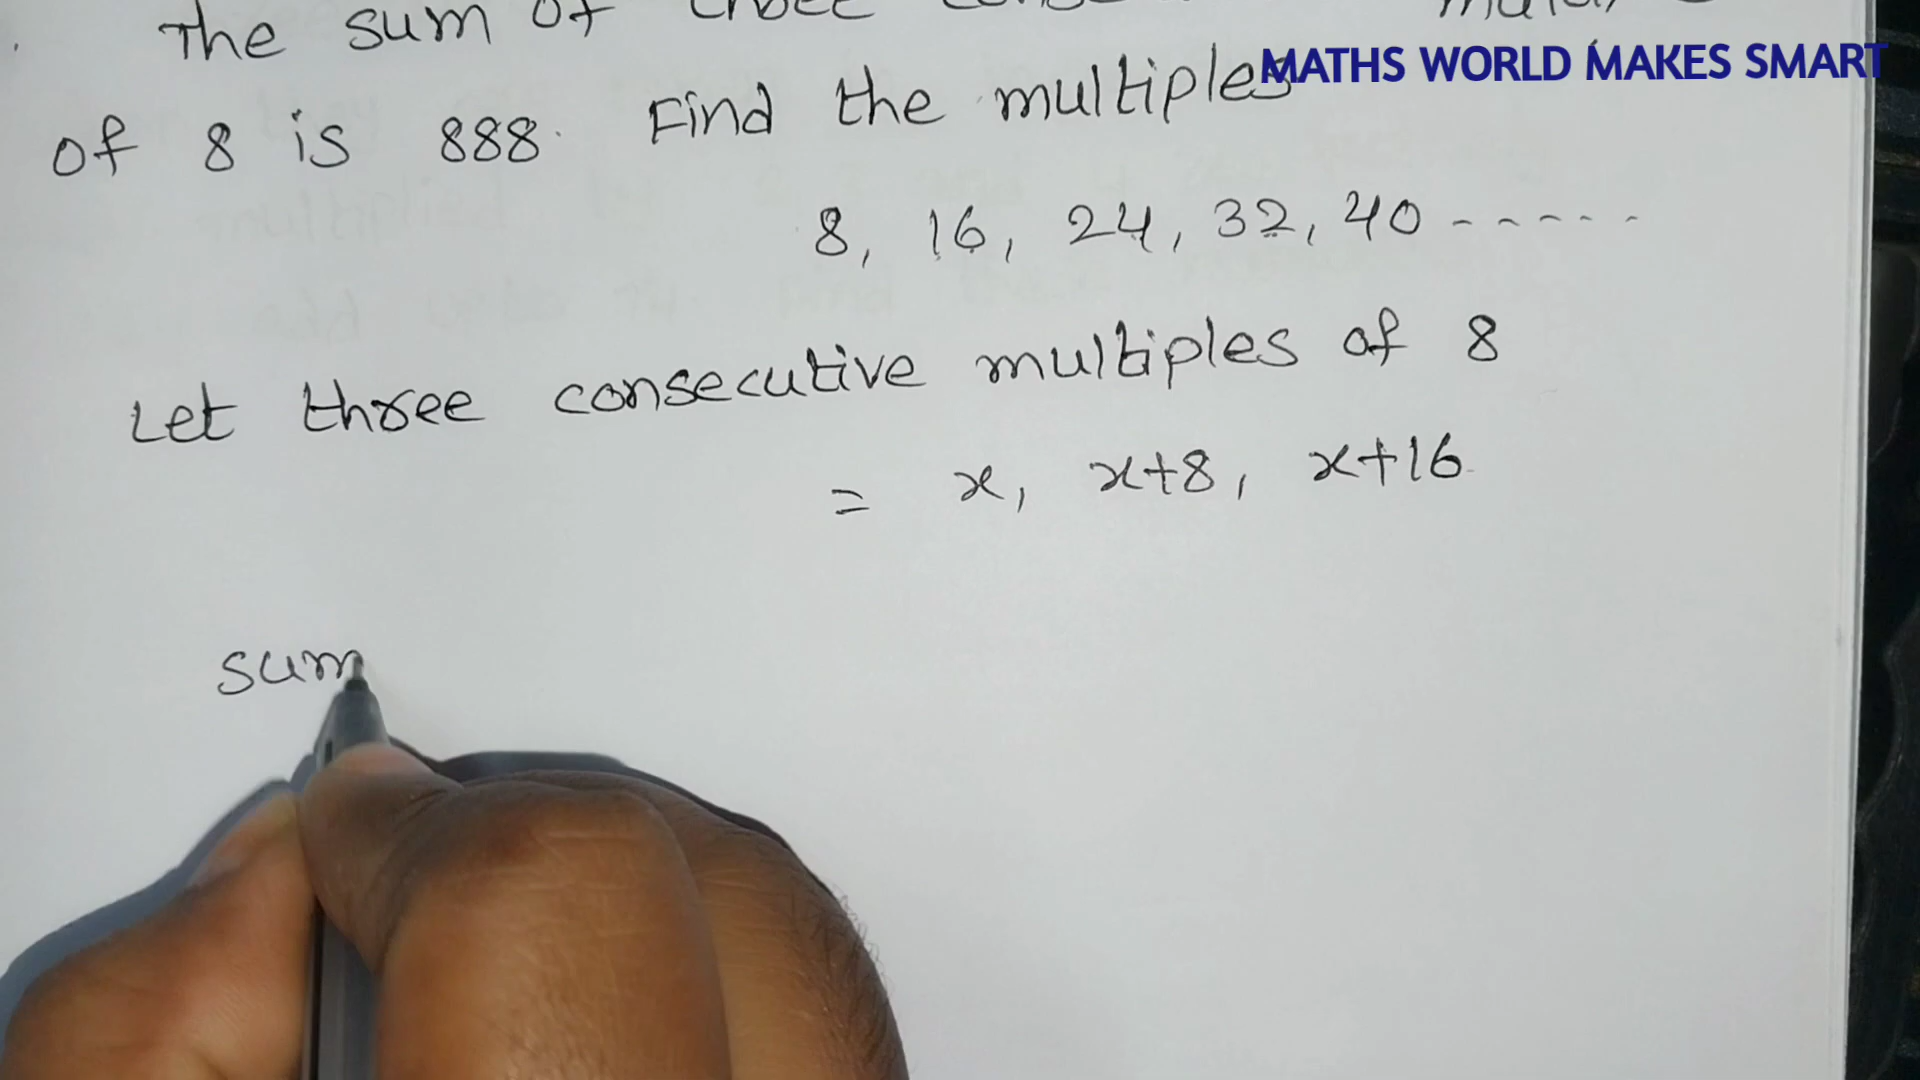 The sum of three
MATHS WORLD MAKES SMART
of 8 is 888. Find the multiples
8, 16, 24, 32, 40 -----
Let three consecutive multiples of 8
= x, x+8, x+16
sum